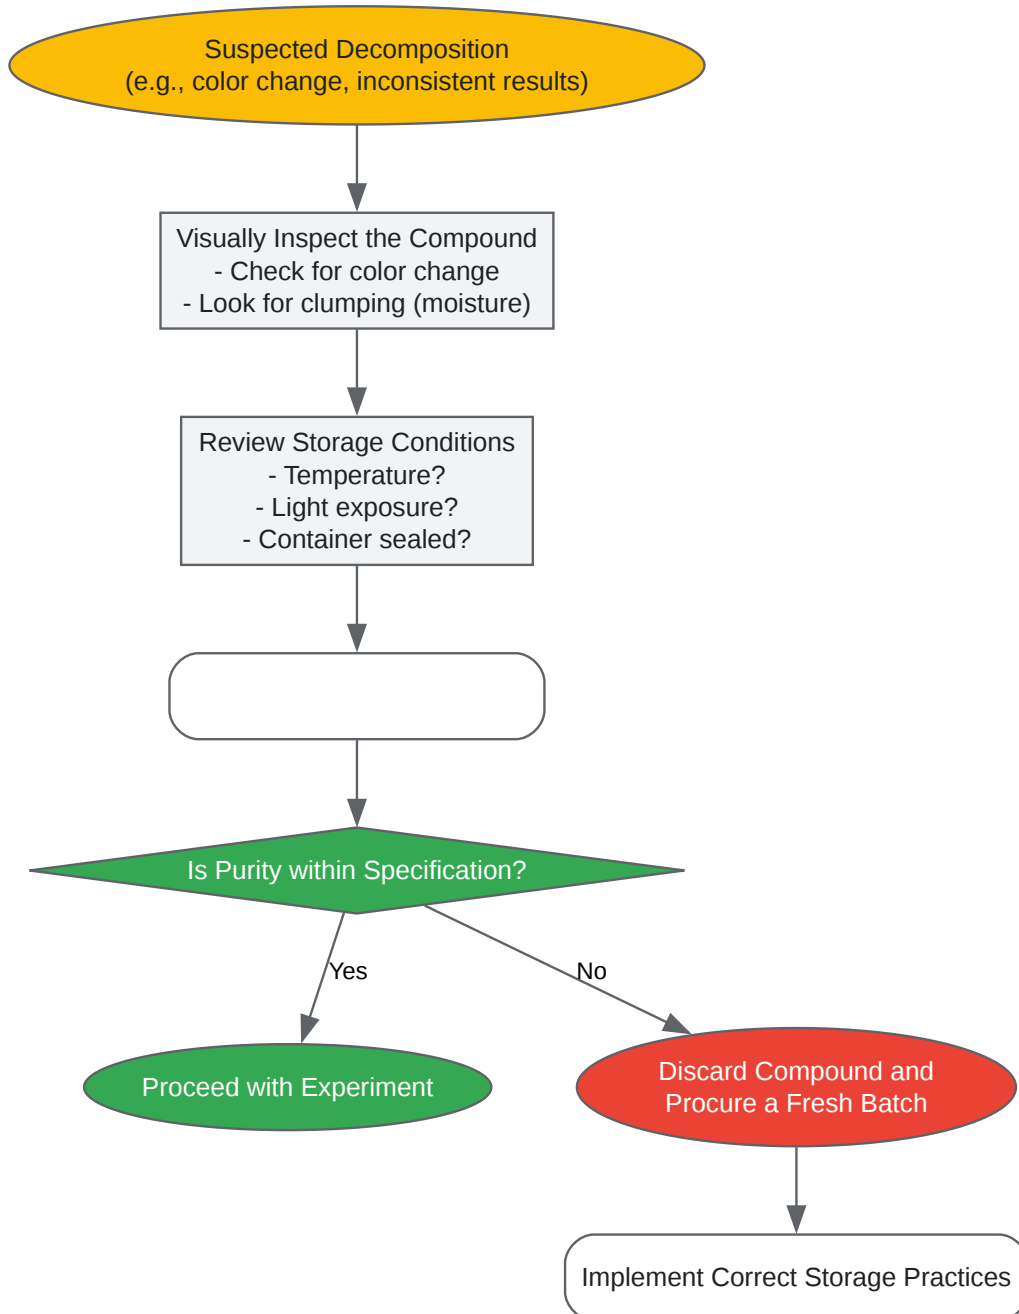 Suspected Decomposition
(e.g., color change, inconsistent results)
Visually Inspect the Compound
- Check for color change
- Look for clumping (moisture)
Review Storage Conditions
- Temperature?
- Light exposure?
- Container sealed?
Is Purity within Specification?
Yes
No
Proceed with Experiment
Discard Compound and
Procure a Fresh Batch
Implement Correct Storage Practices